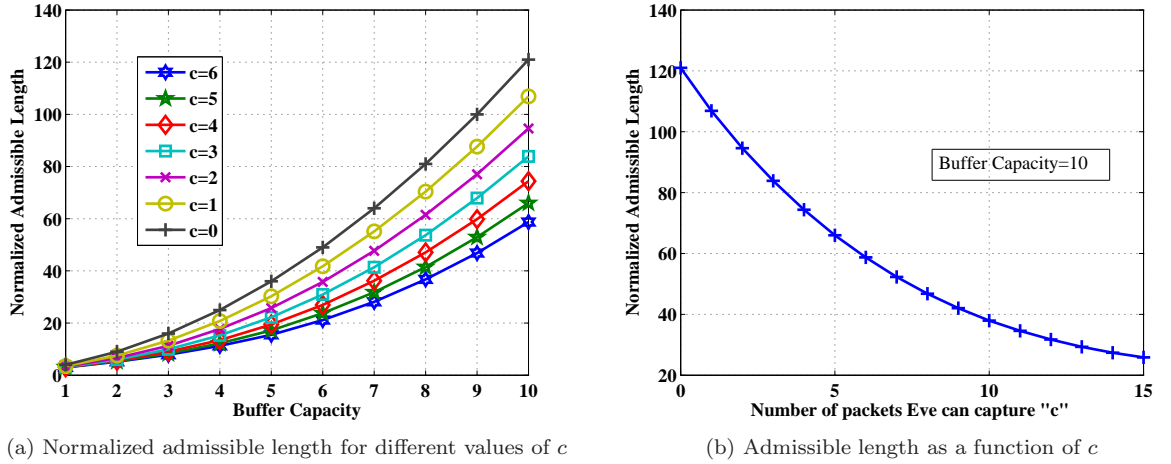 140
120
100
80
60
40
20
0
1 2 3 4 5 6 7 8 9 10
Normalized Admissible Length
Buffer Capacity
c=6
c=5
c=4
c=3
c=2
c=1
c=0
(a) Normalized admissible length for different values of c
140
120
100
80
60
40
20
0 5 10 15
Normalized Admissible Length
Number of packets Eve can capture "c"
Buffer Capacity=10
(b) Admissible length as a function of c